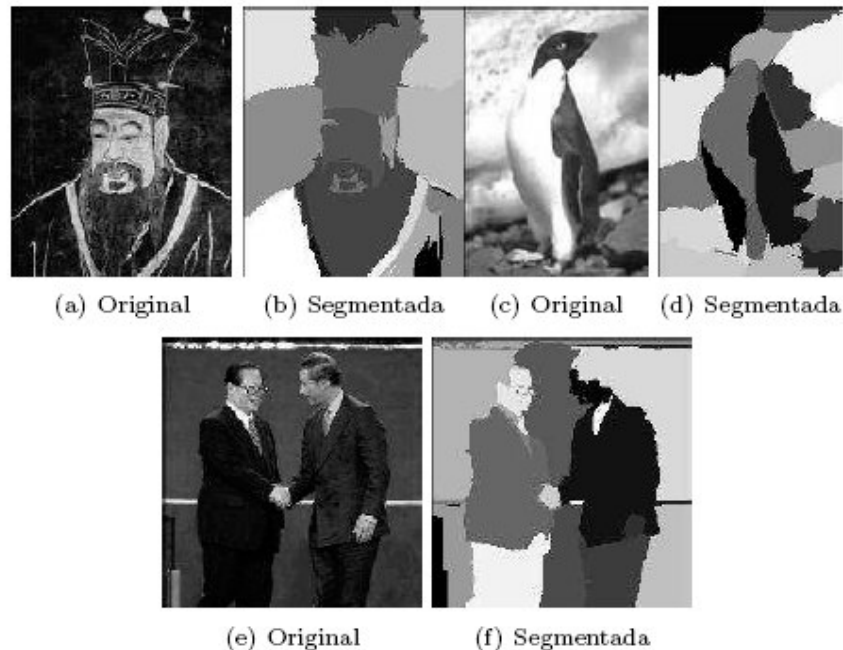 (a) Original (b) Segmentada (c) Original (d) Segmentada
(e) Original (f) Segmentada